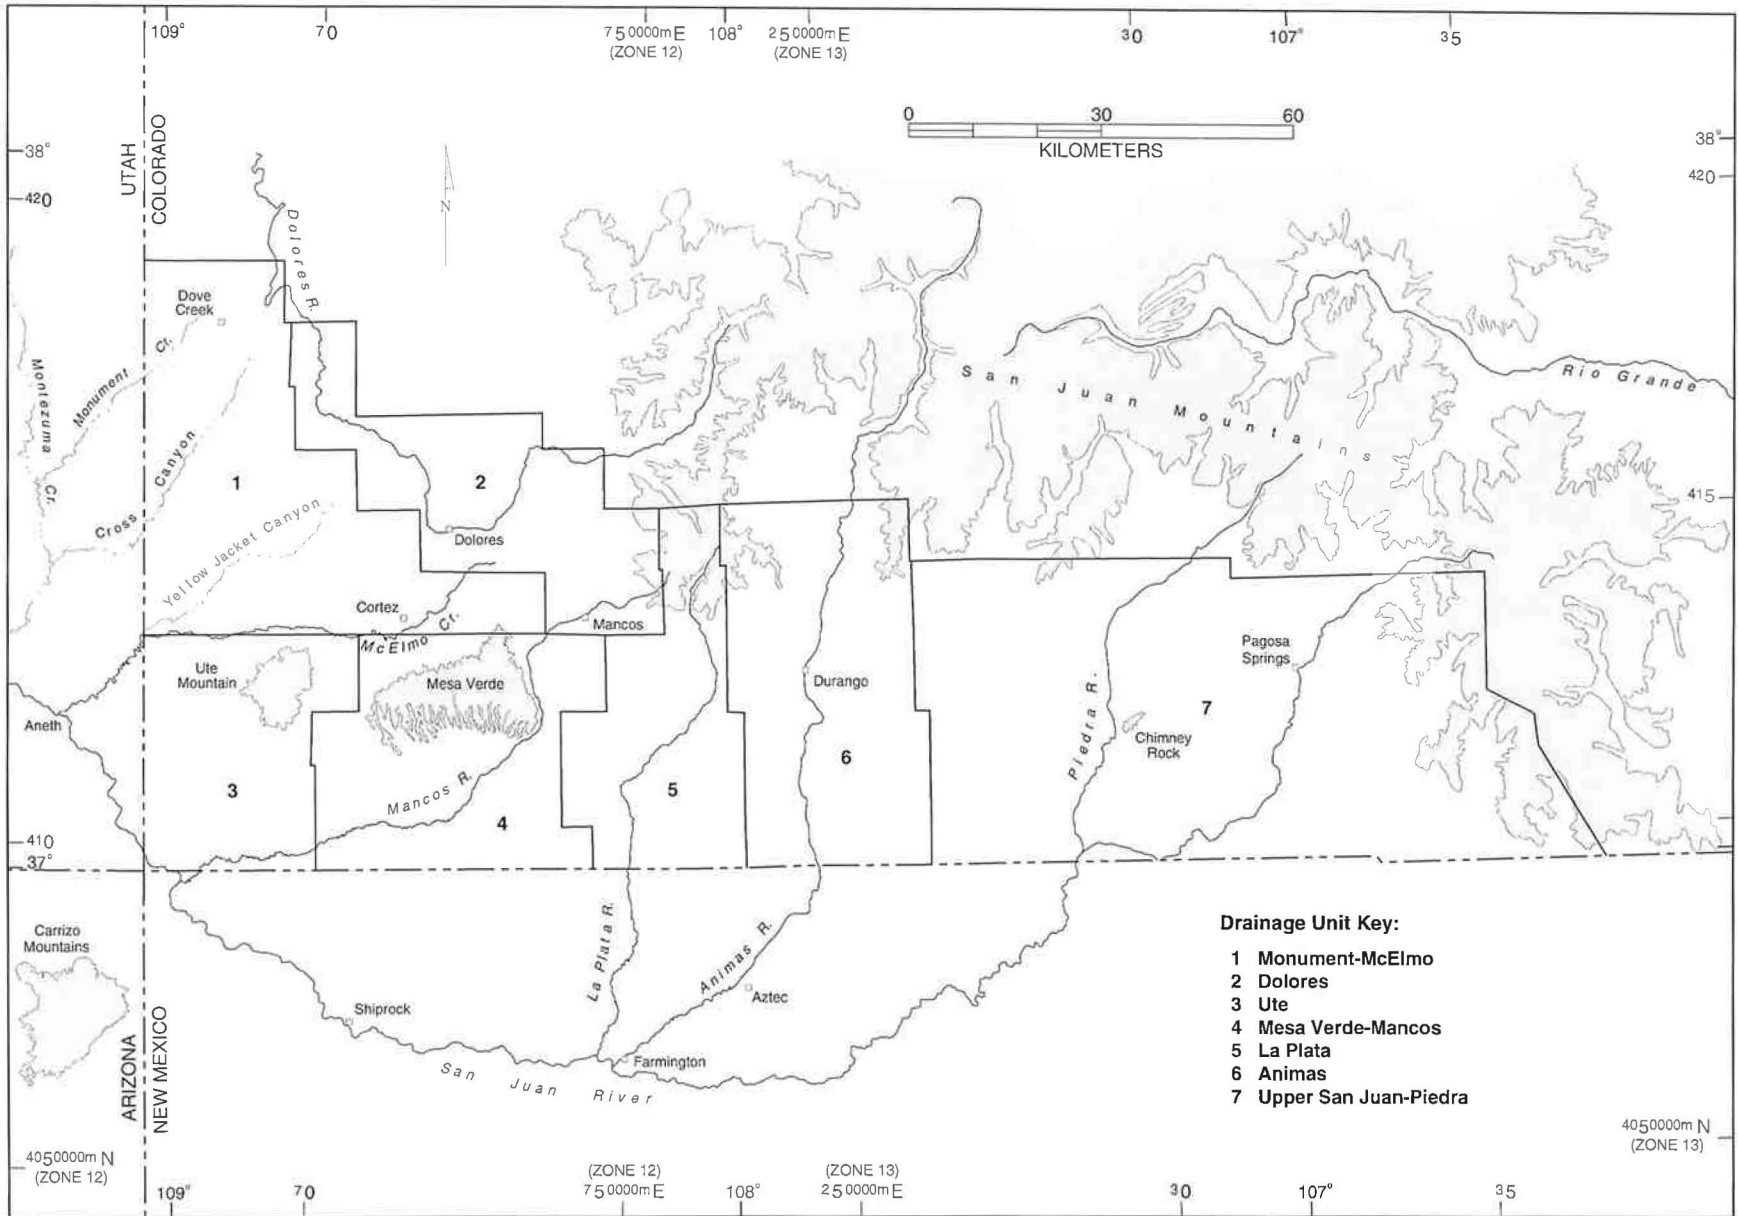 109°
70
750000mE
(ZONE 12)
108°
250000mE
(ZONE 13)
30
107°
35
0 30 60
KILOMETERS
38°
420
UTAH
COLORADO
N
38°
420
Dolores R.
Dove
Creek
Monument Cr.
Montezuma Cr.
Cross Canyon
1
Yellow Jacket Canyon
2
Dolores
Cortez
McElmo Cr.
Mancos
San Juan Mountains
Rio Grande
415
Ute
Mountain
Mesa Verde
Aneth
Durango
Pagosa
Springs
Piedra R.
7
Chimney
Rock
3
Mancos R.
4
5
6
410
37°
Carrizo
Mountains
La Plata R.
Animas R.
Aztec
Shiprock
Farmington
San Juan River
ARIZONA
NEW MEXICO
Drainage Unit Key:
1 Monument-McElmo
2 Dolores
3 Ute
4 Mesa Verde-Mancos
5 La Plata
6 Animas
7 Upper San Juan-Piedra
4050000m N
(ZONE 12)
4050000m N
(ZONE 13)
109°
70
(ZONE 12)
750000mE
108°
(ZONE 13)
250000mE
30
107°
35